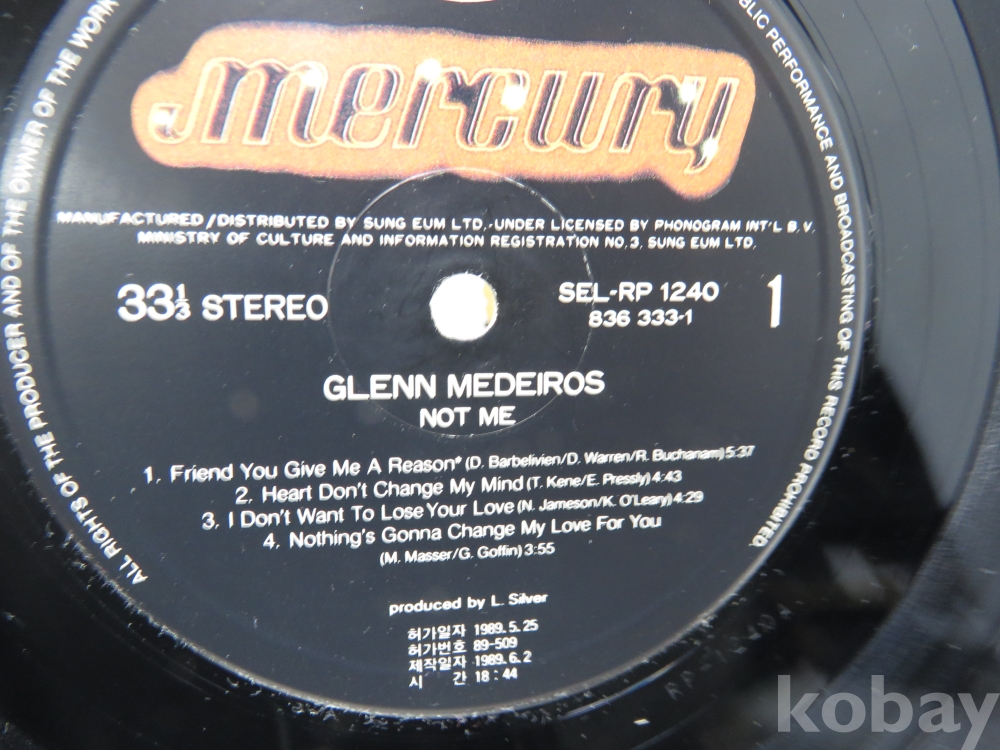 mercury
ALL RIGHTS OF THE PRODUCER AND OF THE OWNER OF THE WORK
PUBLIC PERFORMANCE AND BROADCASTING OF THIS RECORD PROHIBITED.
MANUFACTURED/DISTRIBUTED BY SUNG EUM LTD.·UNDER LICENSED BY PHONOGRAM INT'L B.V.
MINISTRY OF CULTURE AND INFORMATION REGISTRATION NO.3, SUNG EUM LTD.
33⅓ STEREO
SEL-RP 1240
836 333-1
1
GLENN MEDEIROS
NOT ME
1. Friend You Give Me A Reason* (D. Barbelivien/D. Warren/R. Buchanam) 5:37
2. Heart Don't Change My Mind (T. Kene/E. Pressly) 4:43
3. I Don't Want To Lose Your Love (N. Jameson/K. O'Leary) 4:29
4. Nothing's Gonna Change My Love For You
(M. Masser/G. Goffin) 3:55
produced by L. Silver
허가일자 1989.5.25
허가번호 89-509
제작일자 1989.6.2
시 간 18:44
kobay